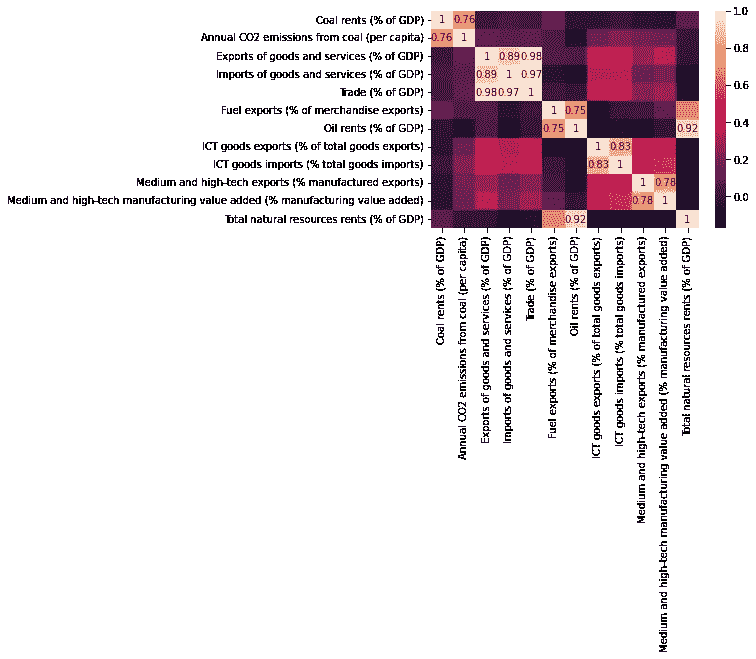 Coal rents (% of GDP) 1 0.76 1.0
Annual CO2 emissions from coal (per capita) 0.76 1
Exports of goods and services (% of GDP) 1 0.89 0.98 0.8
Imports of goods and services (% of GDP) 0.89 1 0.97
Trade (% of GDP) 0.98 0.97 1 0.6
Fuel exports (% of merchandise exports) 1 0.75
Oil rents (% of GDP) 0.75 1 0.92 0.4
ICT goods exports (% of total goods exports) 1 0.83
ICT goods imports (% total goods imports) 0.83 1 0.2
Medium and high-tech exports (% manufactured exports) 1 0.78
Medium and high-tech manufacturing value added (% manufacturing value added) 0.78 1 0.0
Total natural resources rents (% of GDP) 0.92 1
Coal rents (% of GDP)
Annual CO2 emissions from coal (per capita)
Exports of goods and services (% of GDP)
Imports of goods and services (% of GDP)
Trade (% of GDP)
Fuel exports (% of merchandise exports)
Oil rents (% of GDP)
ICT goods exports (% of total goods exports)
ICT goods imports (% total goods imports)
Medium and high-tech exports (% manufactured exports)
Medium and high-tech manufacturing value added (% manufacturing value added)
Total natural resources rents (% of GDP)